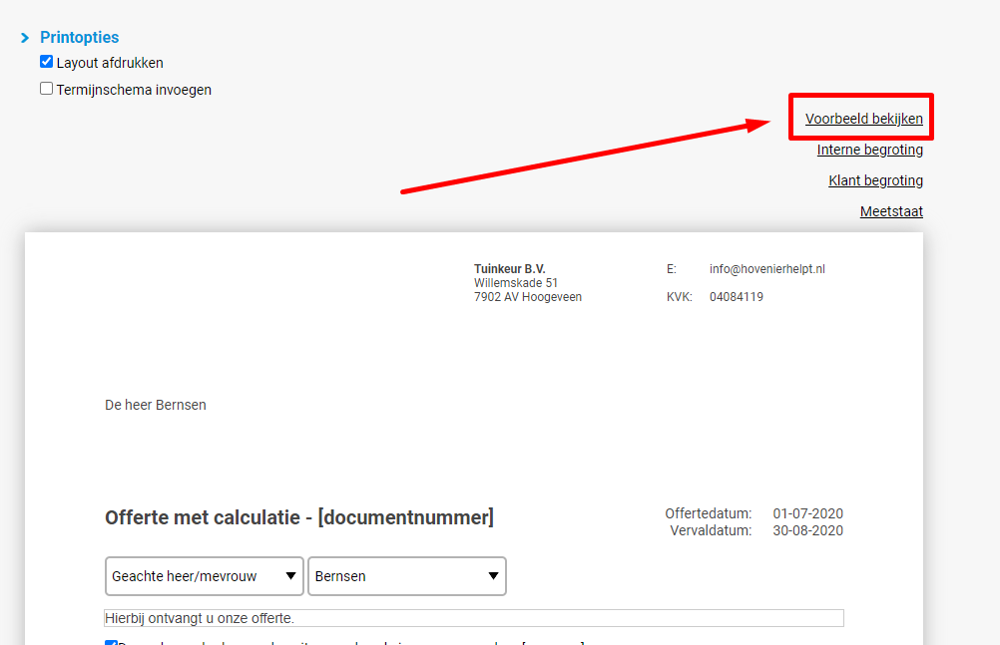 Printopties
Layout afdrukken
Termijnschema invoegen
Voorbeeld bekijken
Interne begroting
Klant begroting
Meetstaat
Tuinkeur B.V.
Willemskade 51
7902 AV Hoogeveen
E: info@hovenierhelpt.nl
KVK: 04084119
De heer Bernsen
Offerte met calculatie - [documentnummer]
Offertedatum: 01-07-2020
Vervaldatum: 30-08-2020
Geachte heer/mevrouw
Bernsen
Hierbij ontvangt u onze offerte.